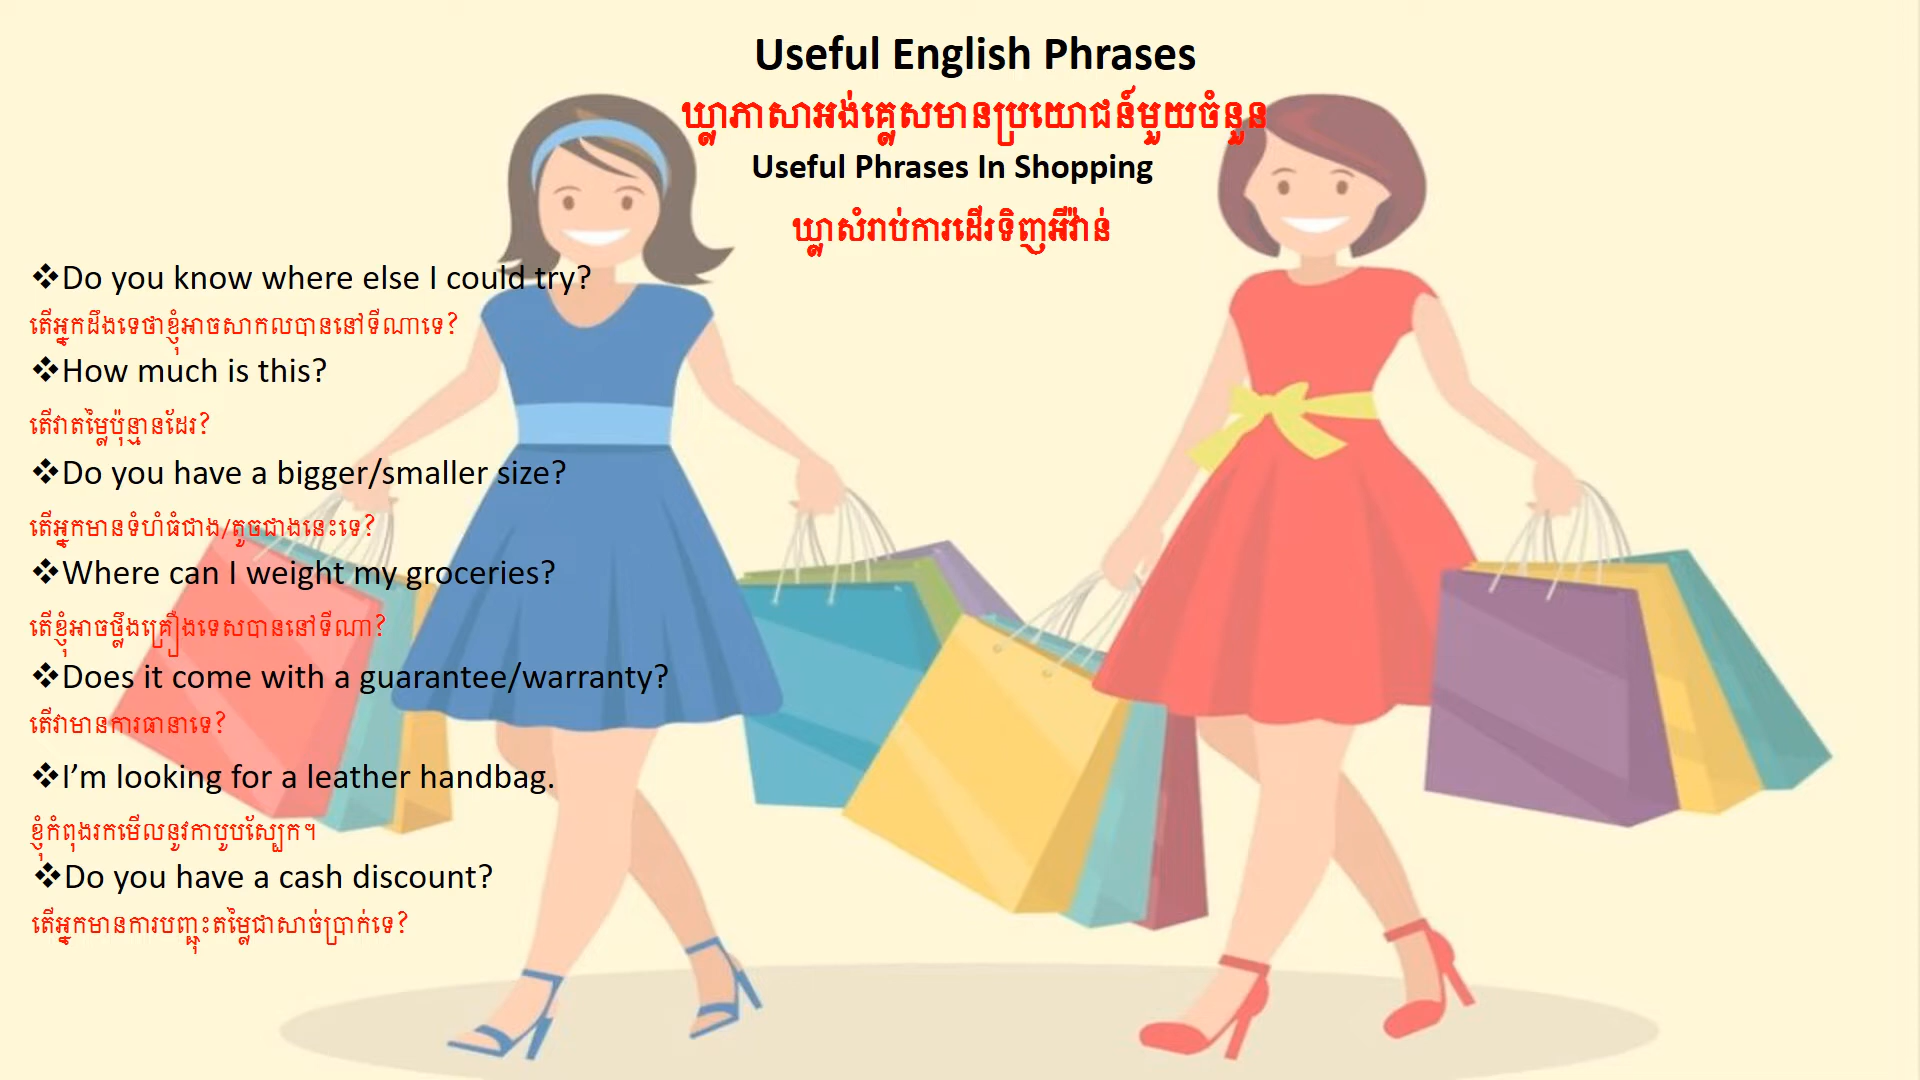 Useful English Phrases
ឃ្លាភាសាអង់គ្លេសមានប្រយោជន៍មួយចំនួន
Useful Phrases In Shopping
ឃ្លាសំរាប់ការដើរទិញអីវ៉ាន់
❖Do you know where else I could try?
តើអ្នកដឹងទេថាខ្ញុំអាចសាកលបាននៅទីណាទេ?
❖How much is this?
តើវាតម្លៃប៉ុន្មានដែរ?
❖Do you have a bigger/smaller size?
តើអ្នកមានទំហំធំជាង/តូចជាងនេះទេ?
❖Where can I weight my groceries?
តើខ្ញុំអាចថ្លឹងគ្រឿងទេសបាននៅទីណា?
❖Does it come with a guarantee/warranty?
តើវាមានការធានាទេ?
❖I’m looking for a leather handbag.
ខ្ញុំកំពុងរកមើលនូវកាបូបស្បែក។
❖Do you have a cash discount?
តើអ្នកមានការបញ្ចុះតម្លៃជាសាច់ប្រាក់ទេ?